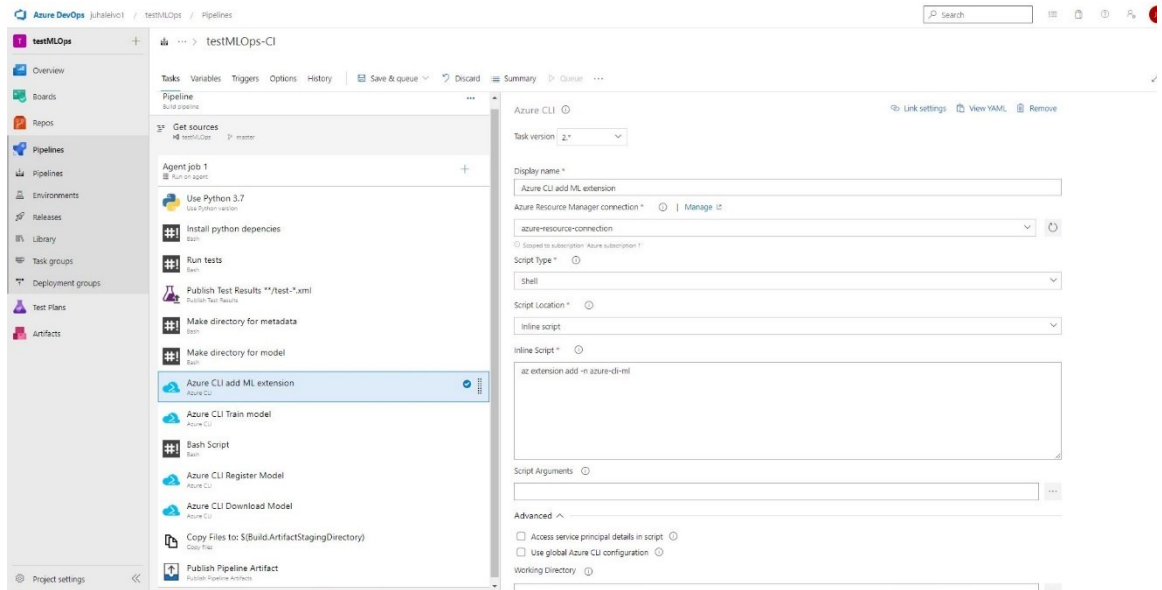 Azure DevOps juhaleivo1 / testMLOps / Pipelines
Search
T testMLOps +
... > testMLOps-CI
Overview
Boards
Repos
Pipelines
Pipelines
Environments
Releases
Library
Task groups
Deployment groups
Test Plans
Artifacts
Project settings
Tasks Variables Triggers Options History Save & queue Discard Summary Queue ...
Pipeline ...
Build pipeline
Get sources
testMLOps master
Agent job 1 +
Run on agent
Use Python 3.7
Use Python version
Install python depencies
Bash
Run tests
Bash
Publish Test Results **/test-*.xml
Publish Test Results
Make directory for metadata
Bash
Make directory for model
Bash
Azure CLI add ML extension
Azure CLI
Azure CLI Train model
Azure CLI
Bash Script
Bash
Azure CLI Register Model
Azure CLI
Azure CLI Download Model
Azure CLI
Copy Files to: $(Build.ArtifactStagingDirectory)
Copy Files
Publish Pipeline Artifact
Publish Pipeline Artifacts
Azure CLI
Link settings View YAML Remove
Task version 2.*
Display name *
Azure CLI add ML extension
Azure Resource Manager connection * | Manage
azure-resource-connection
Scoped to subscription 'Azure subscription 1'
Script Type *
Shell
Script Location *
Inline script
Inline Script *
az extension add -n azure-cli-ml
Script Arguments
...
Advanced
Access service principal details in script
Use global Azure CLI configuration
Working Directory